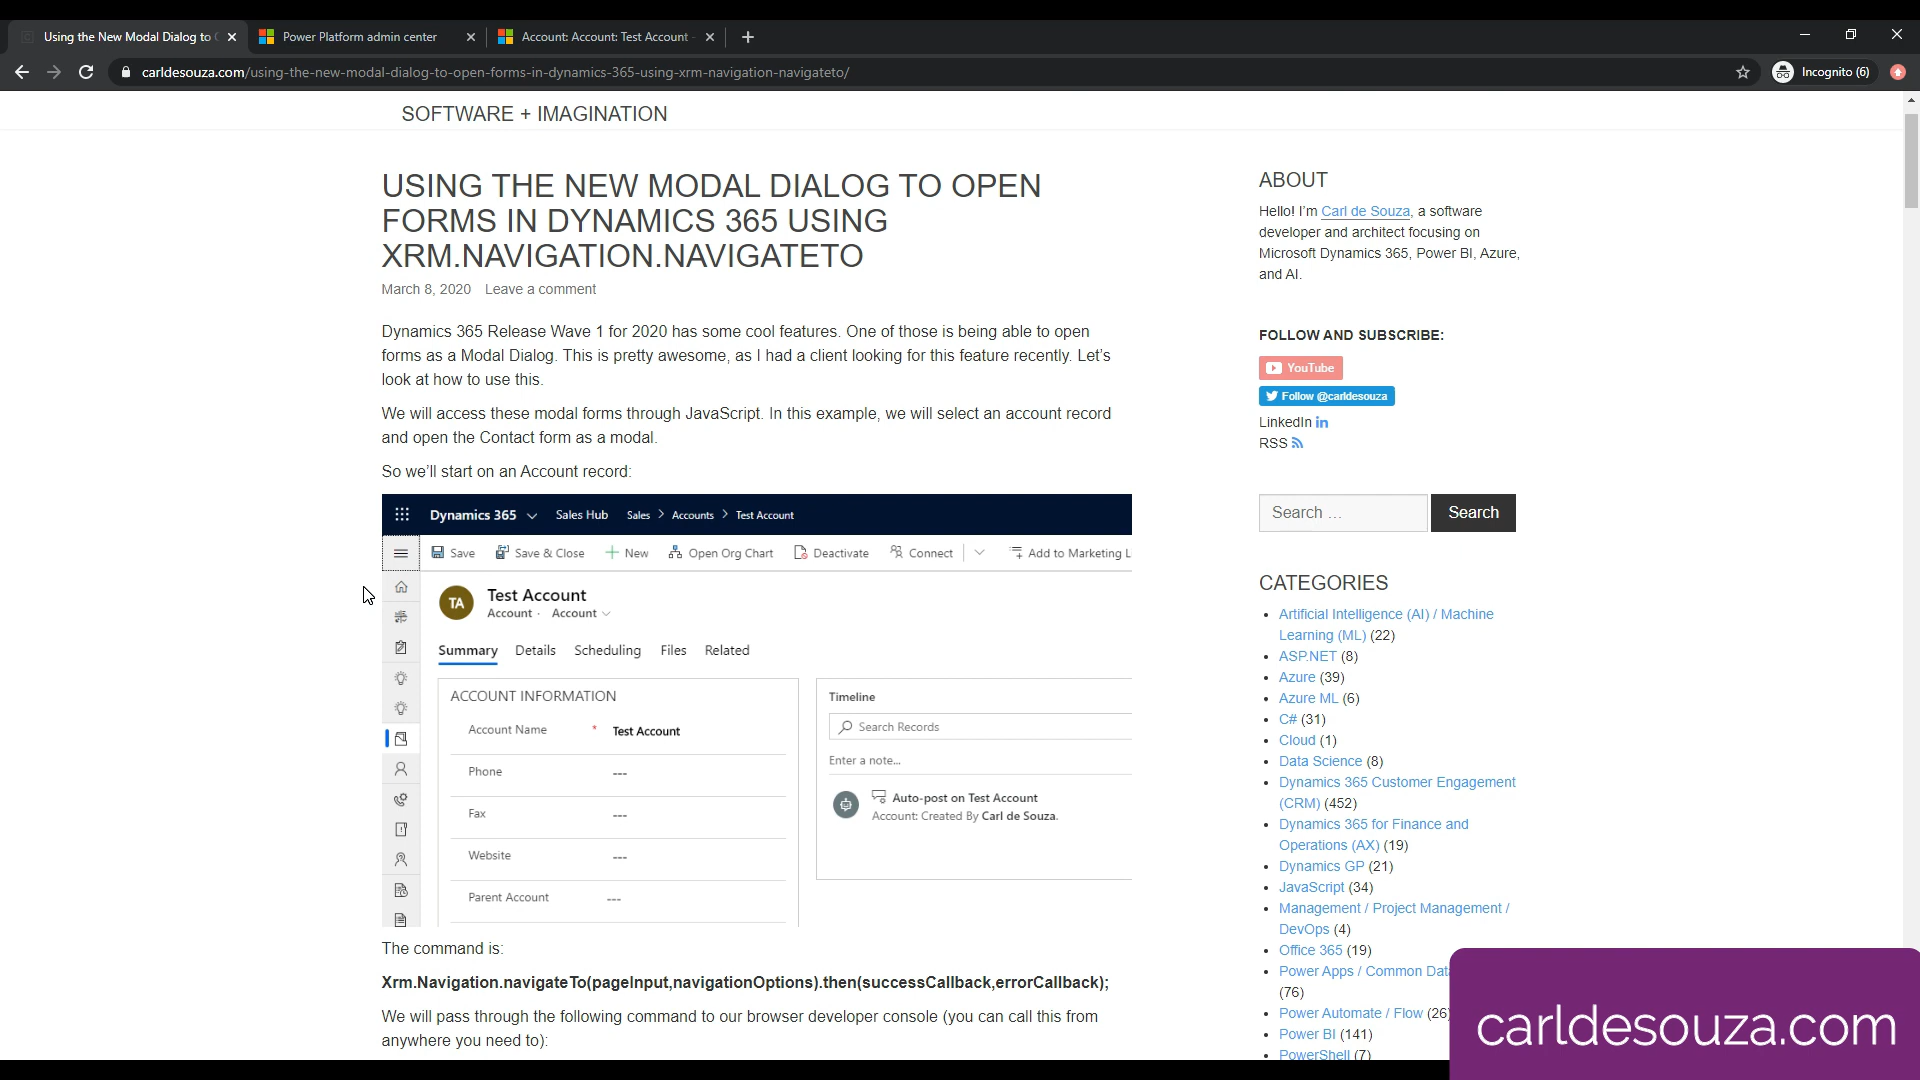 Using the New Modal Dialog to
Power Platform admin center
Account: Account: Test Account
carldesouza.com/using-the-new-modal-dialog-to-open-forms-in-dynamics-365-using-xrm-navigation-navigateto/
Incognito (6)
SOFTWARE + IMAGINATION
USING THE NEW MODAL DIALOG TO OPEN
FORMS IN DYNAMICS 365 USING
XRM.NAVIGATION.NAVIGATETO
March 8, 2020 Leave a comment
Dynamics 365 Release Wave 1 for 2020 has some cool features. One of those is being able to open
forms as a Modal Dialog. This is pretty awesome, as I had a client looking for this feature recently. Let's
look at how to use this.
We will access these modal forms through JavaScript. In this example, we will select an account record
and open the Contact form as a modal.
So we'll start on an Account record:
Dynamics 365 Sales Hub Sales > Accounts > Test Account
Save Save & Close New Open Org Chart Deactivate Connect Add to Marketing L
TA
Test Account
Account · Account
Summary Details Scheduling Files Related
ACCOUNT INFORMATION
Account Name * Test Account
Phone ---
Fax ---
Website ---
Parent Account ---
Timeline
Search Records
Enter a note...
Auto-post on Test Account
Account: Created By Carl de Souza.
The command is:
Xrm.Navigation.navigateTo(pageInput,navigationOptions).then(successCallback,errorCallback);
We will pass through the following command to our browser developer console (you can call this from
anywhere you need to):
ABOUT
Hello! I'm Carl de Souza, a software
developer and architect focusing on
Microsoft Dynamics 365, Power BI, Azure,
and AI.
FOLLOW AND SUBSCRIBE:
YouTube
Follow @carldesouza
LinkedIn in
RSS
Search …
Search
CATEGORIES
Artificial Intelligence (AI) / Machine
Learning (ML) (22)
ASP.NET (8)
Azure (39)
Azure ML (6)
C# (31)
Cloud (1)
Data Science (8)
Dynamics 365 Customer Engagement
(CRM) (452)
Dynamics 365 for Finance and
Operations (AX) (19)
Dynamics GP (21)
JavaScript (34)
Management / Project Management /
DevOps (4)
Office 365 (19)
Power Apps / Common Dat
(76)
Power Automate / Flow (26)
Power BI (141)
PowerShell (7)
carldesouza.com